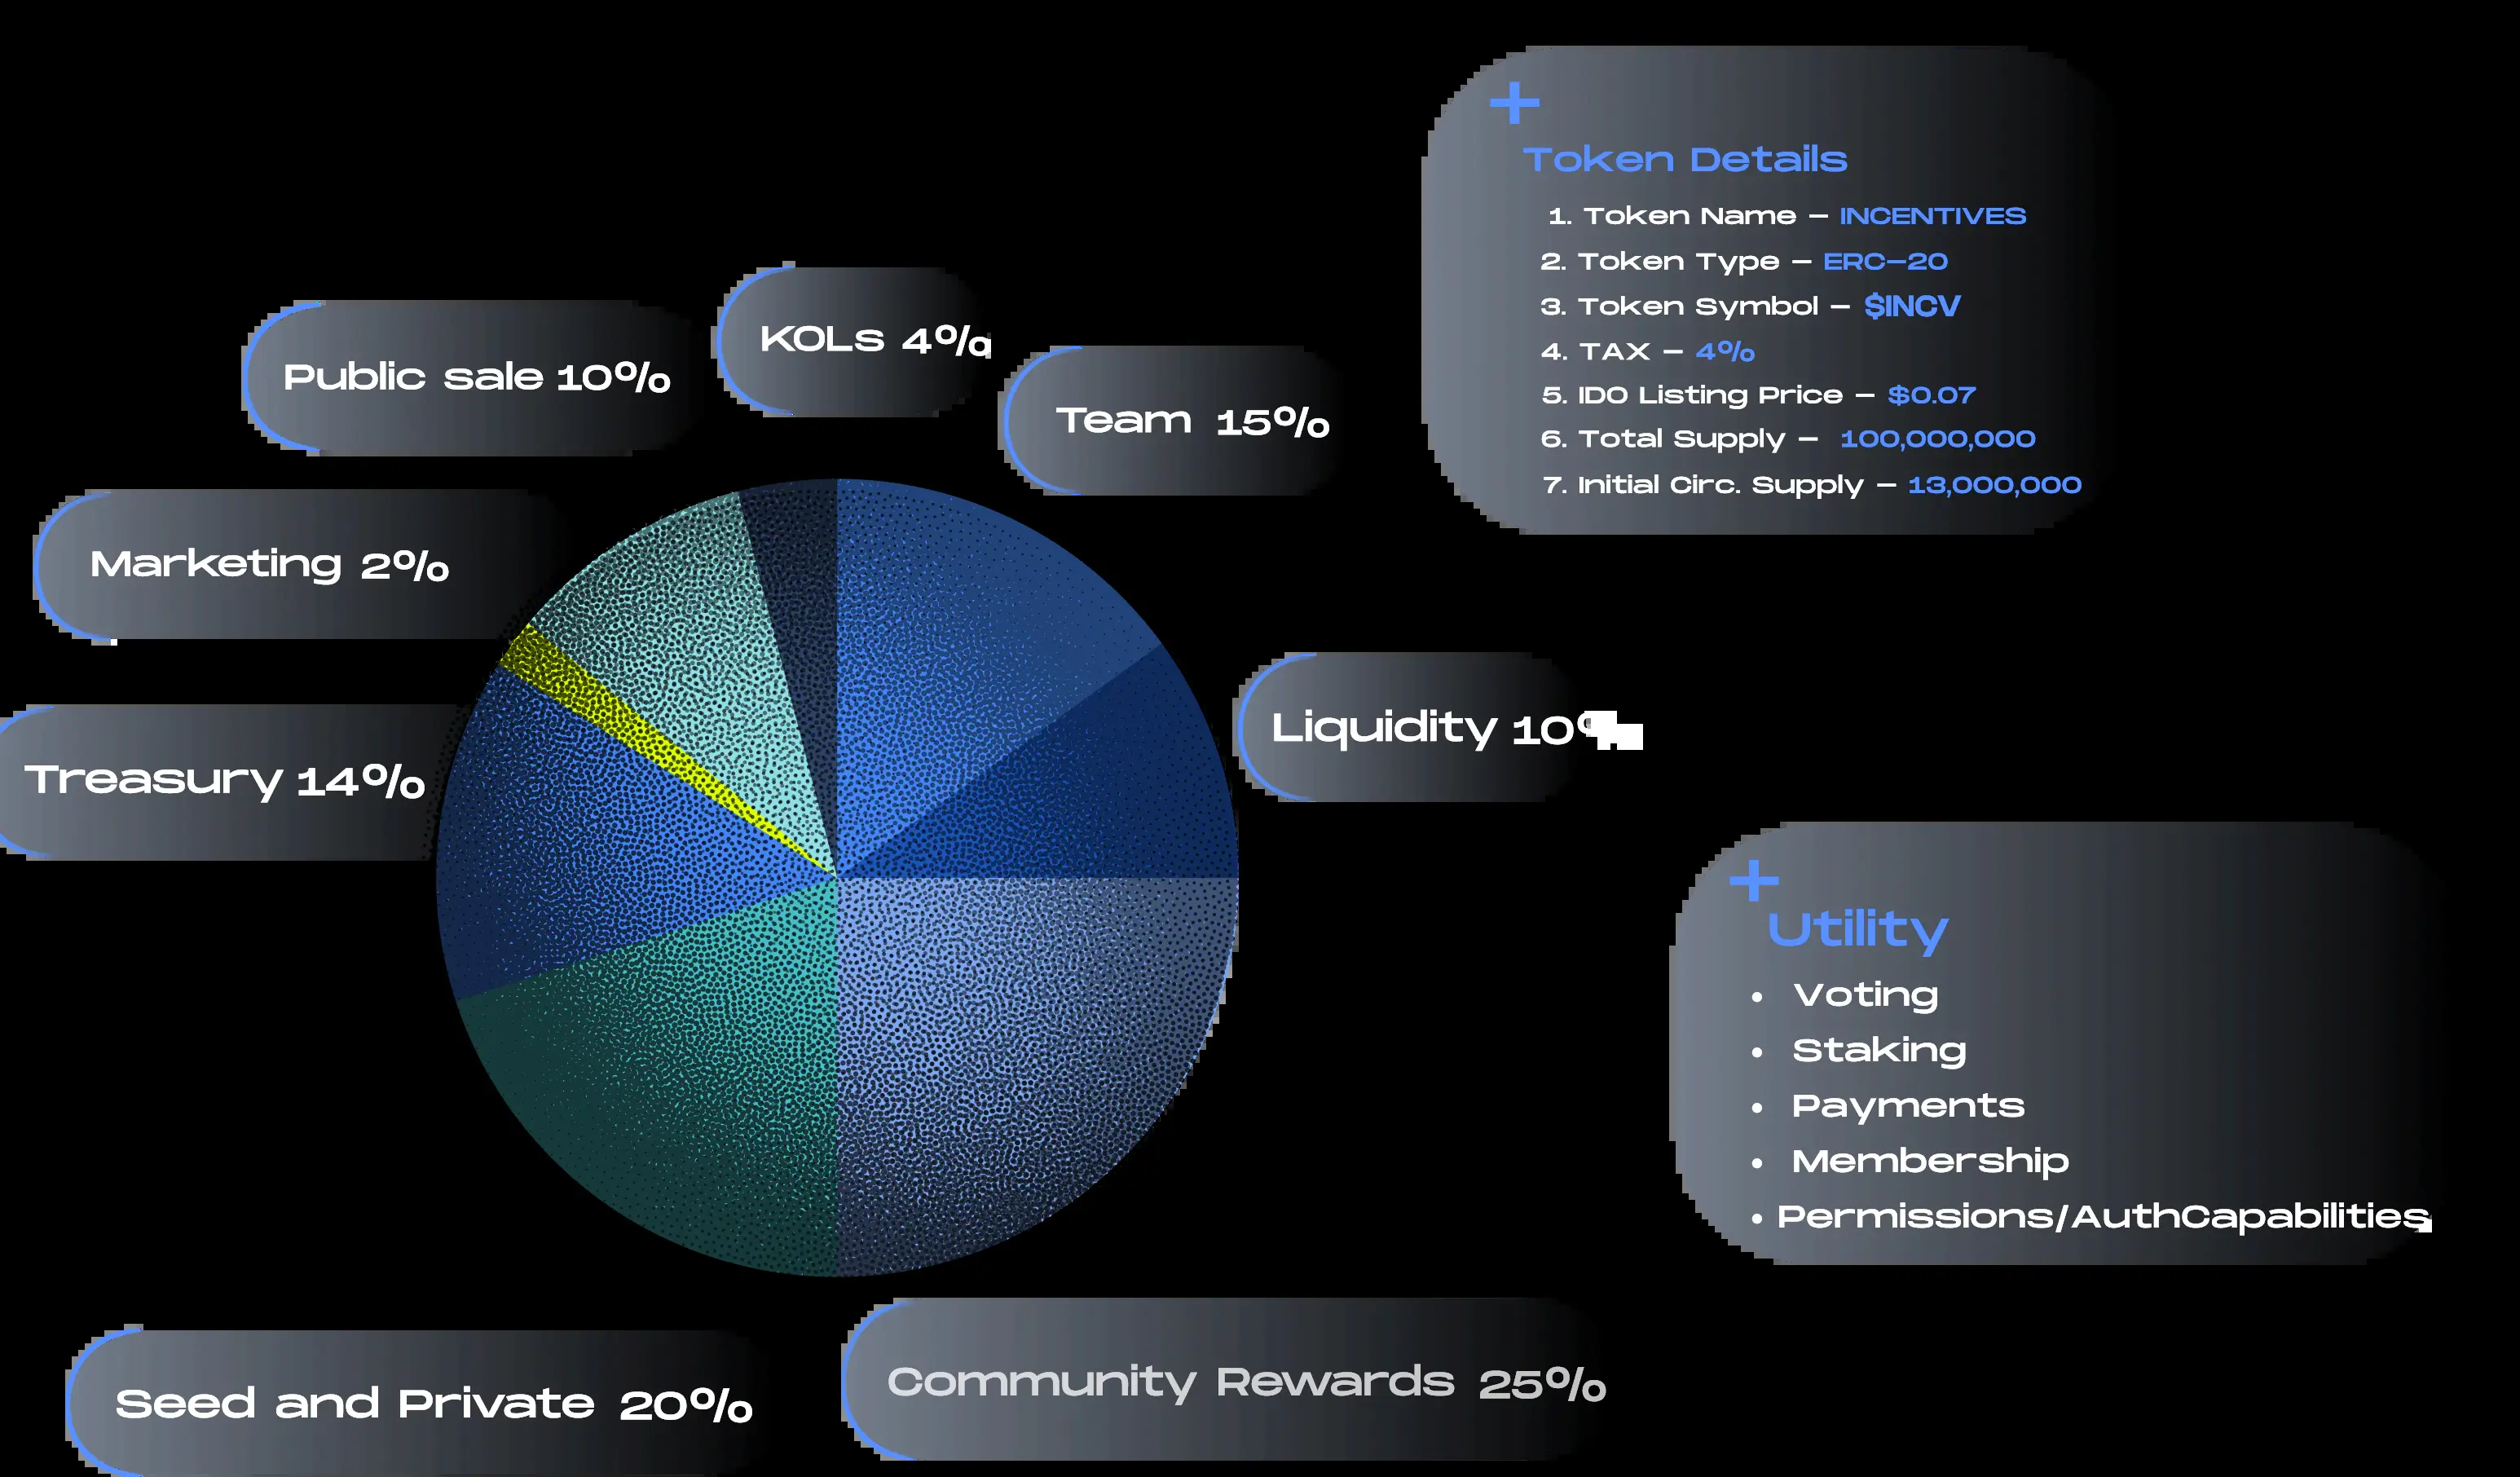 Token Details
1. Token Name – INCENTIVES
2. Token Type – ERC–20
3. Token Symbol – $INCV
4. TAX – 4%
5. IDO Listing Price – $0.07
6. Total Supply – 100,000,000
7. Initial Circ. Supply – 13,000,000
KOLs 4%
Public sale 10%
Team 15%
Marketing 2%
Liquidity 10%
Treasury 14%
Utility
• Voting
• Staking
• Payments
• Membership
• Permissions/AuthCapabilities
Community Rewards 25%
Seed and Private 20%